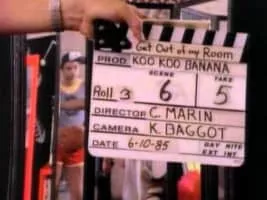 Get Out of my Room
PROD KOO KOO BANANA
SCENE TAKE
Roll 3 6 5
DIRECTOR C. MARIN
CAMERA K. BAGGOT
DATE 6-10-85 DAY NITE
EXT INT